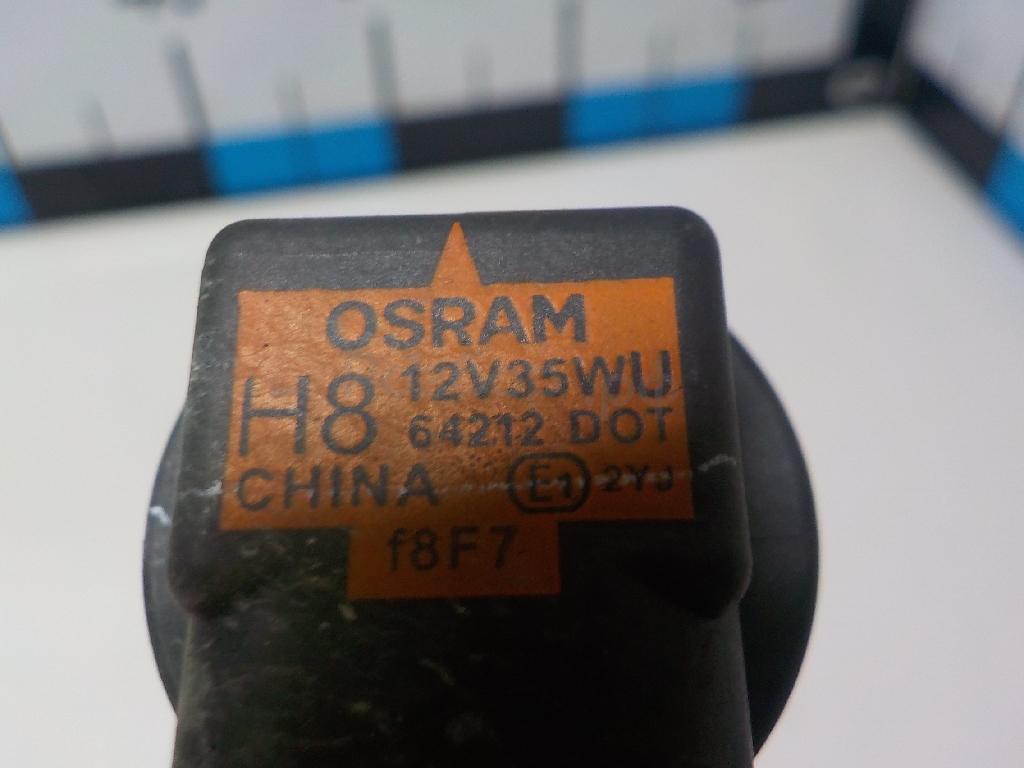 OSRAM
H8 12V35WU
64212 DOT
CHINA E1 2YJ
f8F7